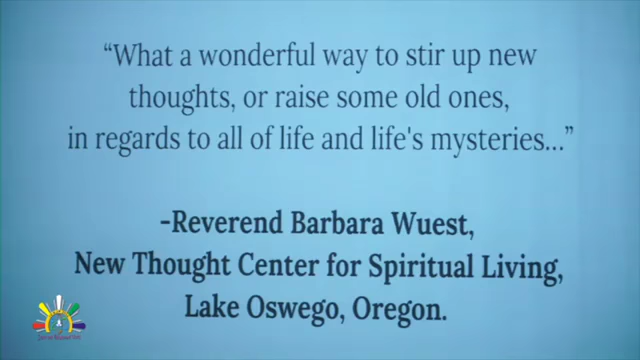 “What a wonderful way to stir up new
thoughts, or raise some old ones,
in regards to all of life and life's mysteries...”
-Reverend Barbara Wuest,
New Thought Center for Spiritual Living,
Lake Oswego, Oregon.